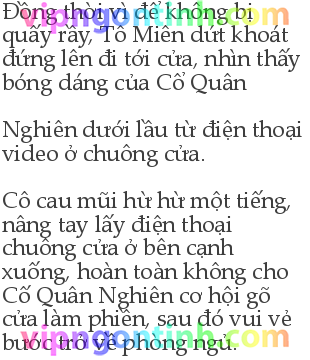 Đồng thời vì để không bị
quấy rầy, Tô Miên dứt khoát
đứng lên đi tới cửa, nhìn thấy
bóng dáng của Cố Quân
Nghiên dưới lầu từ điện thoại
video ở chuông cửa.
Cô cau mũi hừ hừ một tiếng,
nâng tay lấy điện thoại
chuông cửa ở bên cạnh
xuống, hoàn toàn không cho
Cố Quân Nghiên cơ hội gõ
cửa làm phiền, sau đó vui vẻ
bước trở về phòng ngủ.
vipngontinh.com
vipngontinh.com